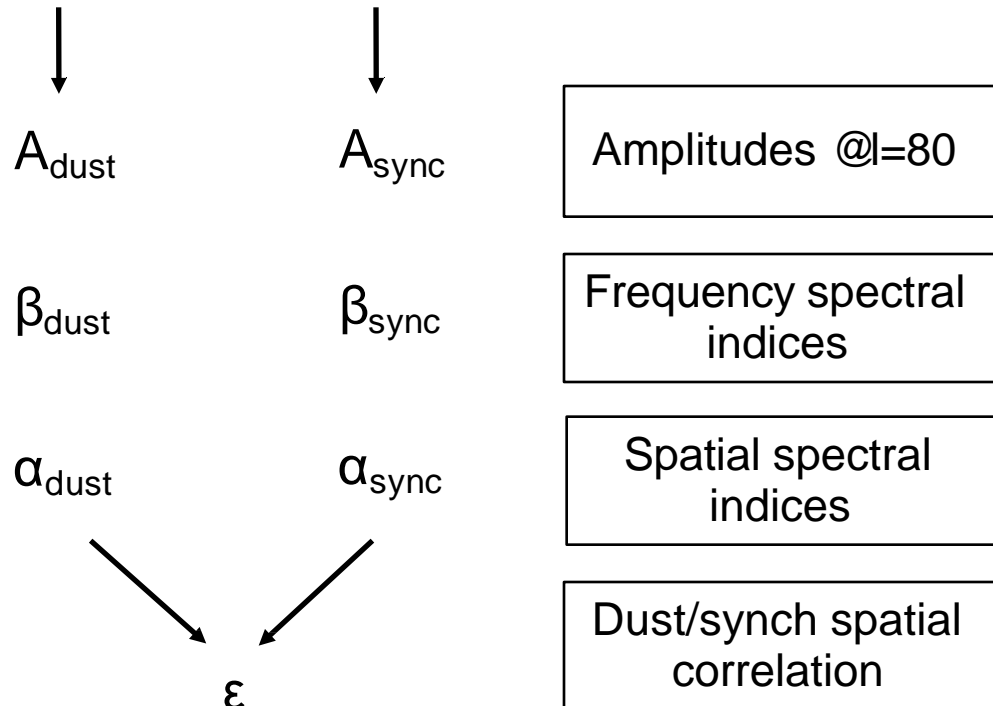 A_dust A_sync Amplitudes @l=80
β_dust β_sync Frequency spectral
indices
α_dust α_sync Spatial spectral
indices
Dust/synch spatial
correlation
ε